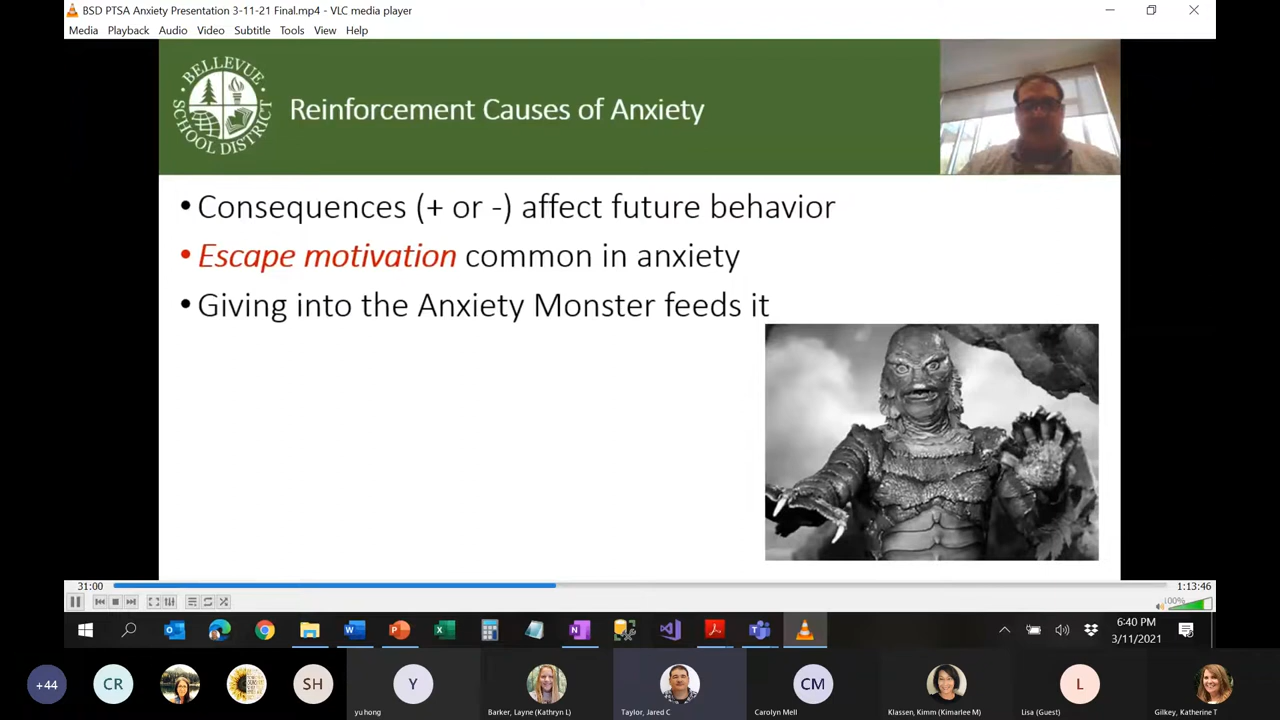 BSD PTSA Anxiety Presentation 3-11-21 Final.mp4 - VLC media player
Media Playback Audio Video Subtitle Tools View Help
BELLEVUE
SCHOOL DISTRICT
Reinforcement Causes of Anxiety
• Consequences (+ or -) affect future behavior
• Escape motivation common in anxiety
• Giving into the Anxiety Monster feeds it
31:00
1:13:46
100%
6:40 PM
3/11/2021
+44
CR
SH
Y
CM
L
yu hong
Barker, Layne (Kathryn L)
Taylor, Jared C
Carolyn Mell
Klassen, Kimm (Kimarlee M)
Lisa (Guest)
Gilkey, Katherine T